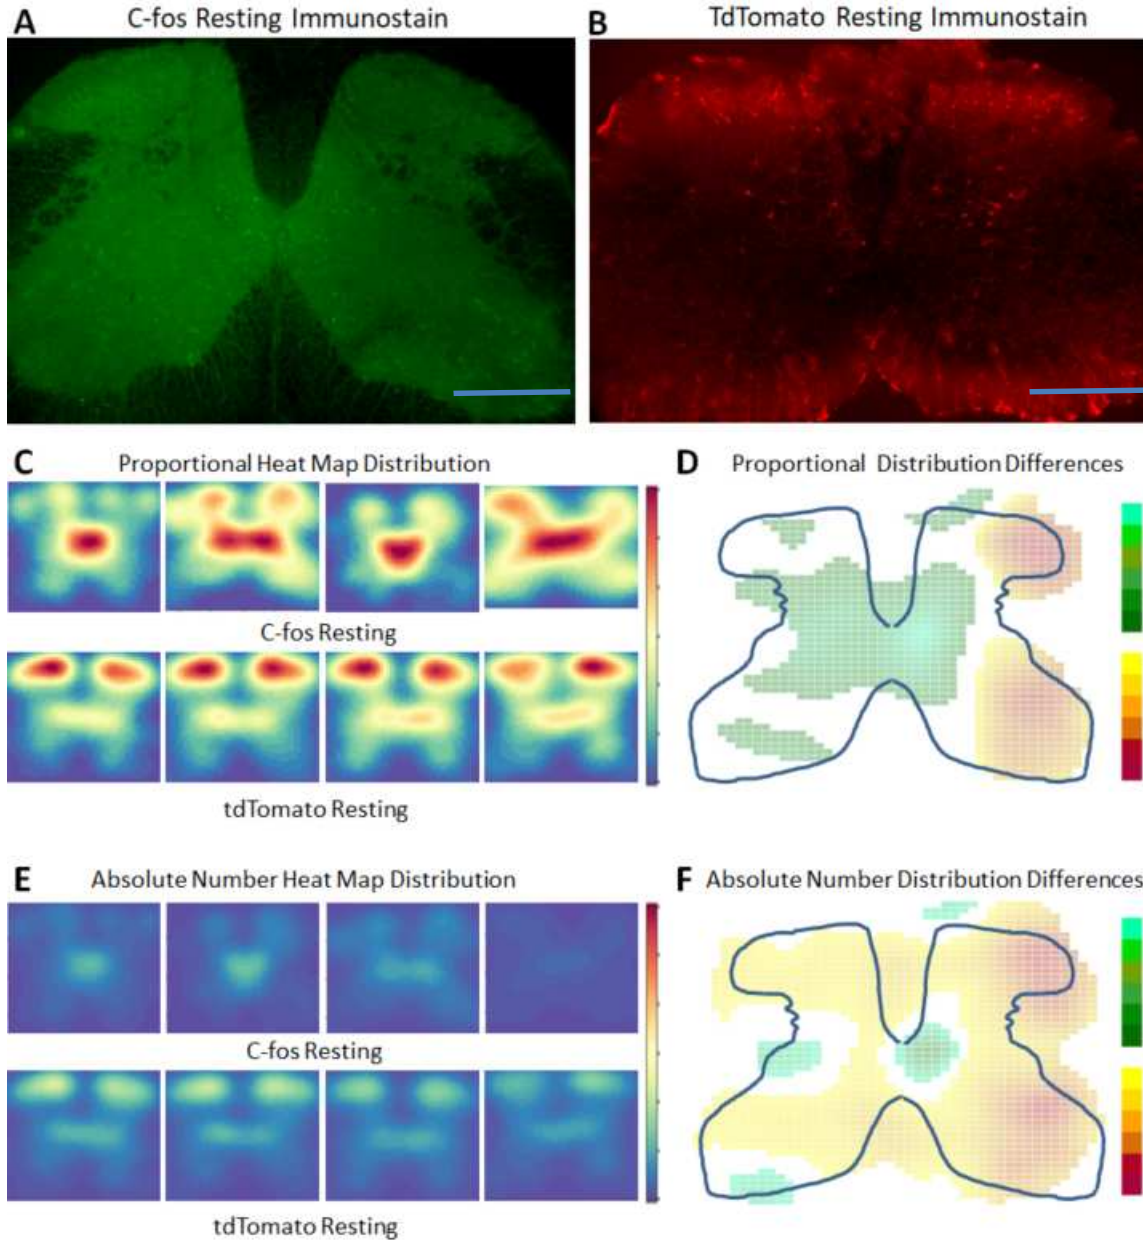 A C-fos Resting Immunostain
B TdTomato Resting Immunostain
C Proportional Heat Map Distribution
C-fos Resting
tdTomato Resting
D Proportional Distribution Differences
E Absolute Number Heat Map Distribution
C-fos Resting
tdTomato Resting
F Absolute Number Distribution Differences